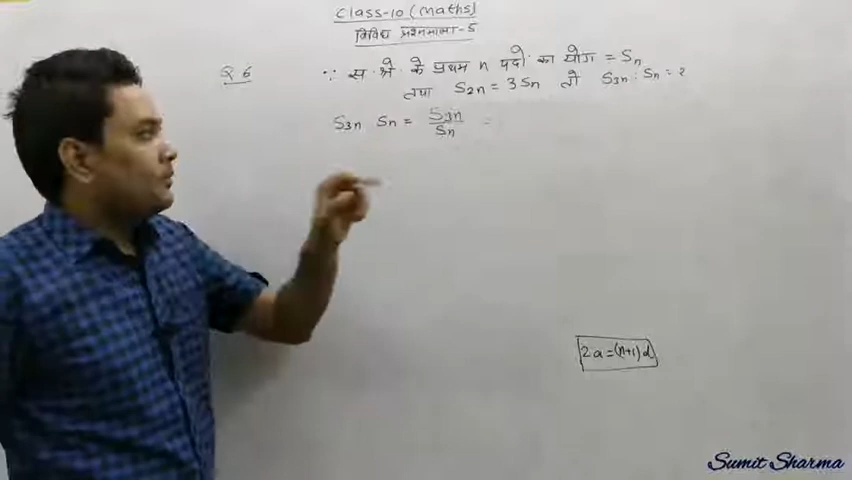 Class-10 (Maths)
विविध प्रश्नमाला-5
Q 6 ∵ स. श्रे. के प्रथम n पदो का योग = Sn
तथा S2n = 3Sn तो S3n : Sn = ?
S3n Sn = S3n/Sn =
2a=(n+1)d
Sumit Sharma